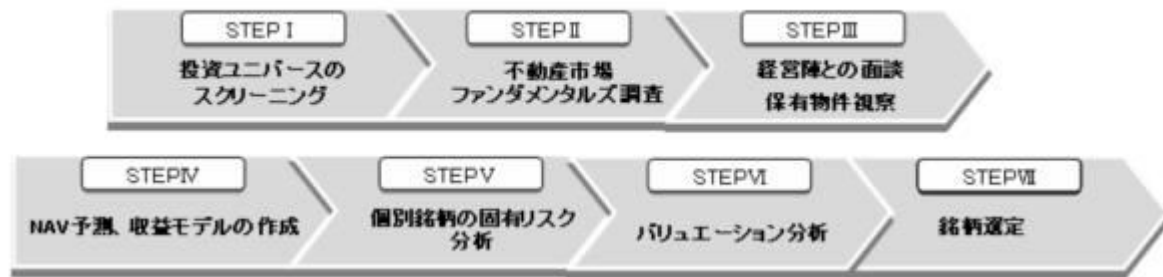 STEPⅠ
投資ユニバースの
スクリーニング
STEPⅡ
不動産市場
ファンダメンタルズ調査
STEPⅢ
経営陣との面談
保有物件視察
STEPⅣ
NAV予測、収益モデルの作成
STEPⅤ
個別銘柄の固有リスク
分析
STEPⅥ
バリュエーション分析
STEPⅦ
銘柄選定